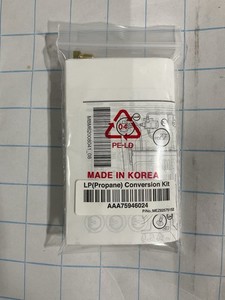 04
PE-LD
MADE IN KOREA
LP(Propane) Conversion Kit
AAA75946024